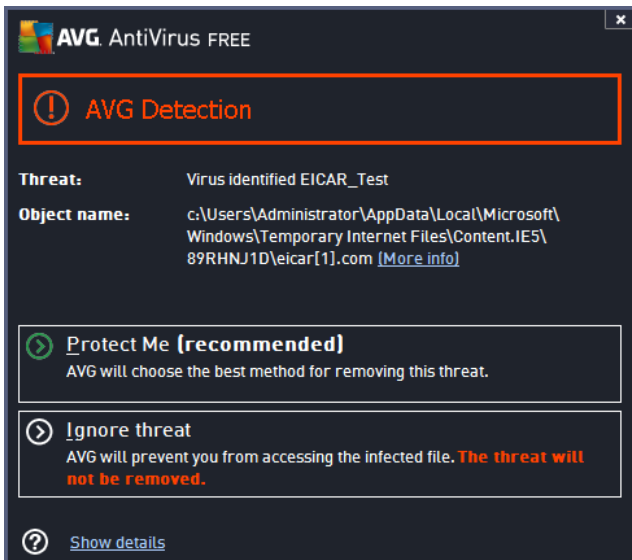 AVG. AntiVirus FREE
x
AVG Detection
Threat: Virus identified EICAR_Test
Object name: c:\Users\Administrator\AppData\Local\Microsoft\
Windows\Temporary Internet Files\Content.IE5\
89RHNJ1D\eicar[1].com (More info)
Protect Me (recommended)
AVG will choose the best method for removing this threat.
Ignore threat
AVG will prevent you from accessing the infected file. The threat will
not be removed.
? Show details